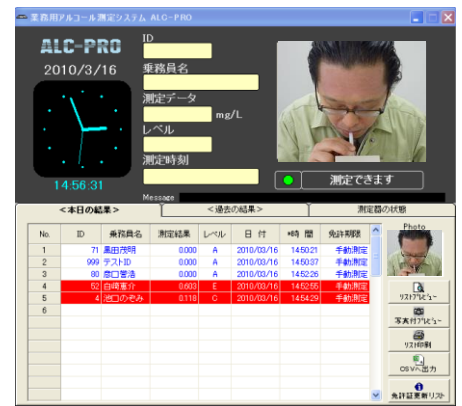 業務用アルコール測定システム ALC-PRO
ALC-PRO
2010/3/16
14:56:31
ID
乗務員名
測定データ
mg/L
レベル
測定時刻
測定できます
Message
<本日の結果>
<過去の結果>
測定器の状態
No. ID 乗務員名 測定結果 レベル 日 付 時 間 免許期限
1 71 黒田茂明 0.000 A 2010/03/16 14:50:21 手動測定
2 999 テストID 0.000 A 2010/03/16 14:50:37 手動測定
3 80 窓口菅浩 0.000 A 2010/03/16 14:52:26 手動測定
4 52 白崎憲介 0.603 E 2010/03/16 14:52:55 手動測定
5 4 池口のぞみ 0.118 C 2010/03/16 14:54:29 手動測定
6
Photo
リストプレビュー
写真付プレビュー
リスト印刷
CSVへ出力
免許証更新リスト